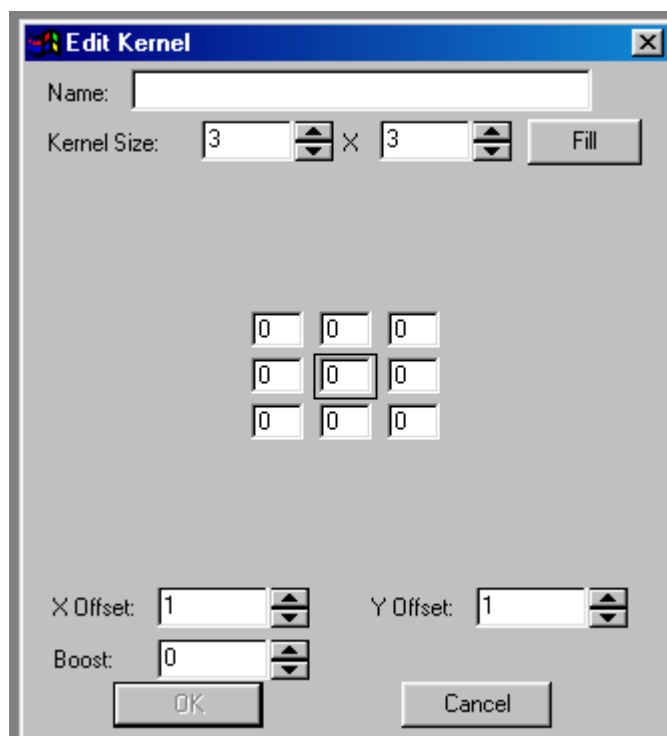 Edit Kernel
Name:
Kernel Size: 3 X 3 Fill
0 0 0
0 0 0
0 0 0
X Offset: 1 Y Offset: 1
Boost: 0
OK Cancel